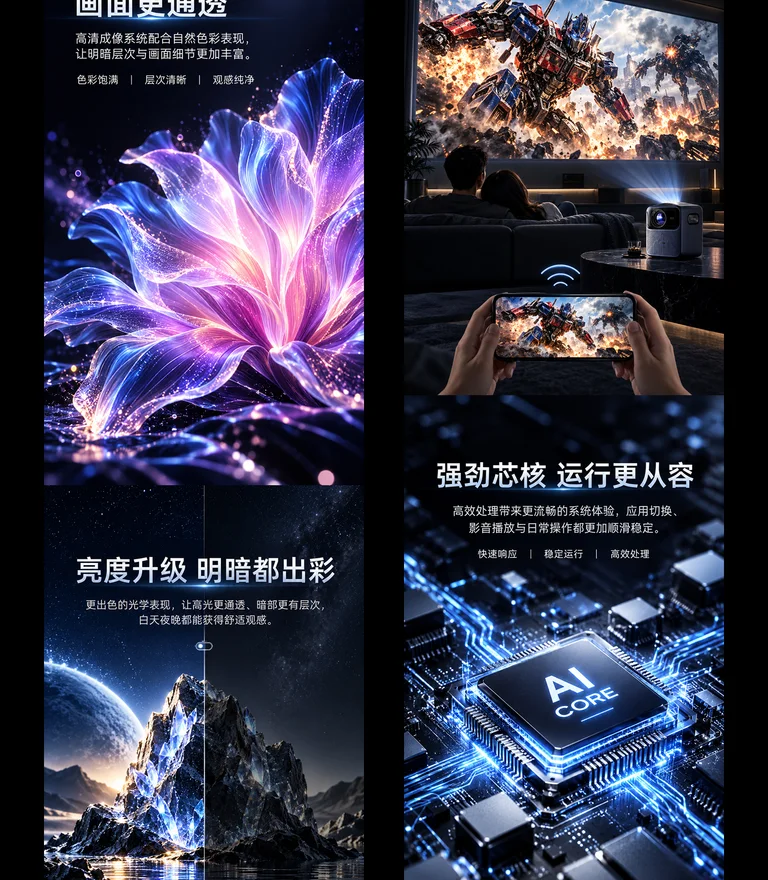 画面更通透
高清成像系统配合自然色彩表现，
让明暗层次与画面细节更加丰富。
色彩饱满 | 层次清晰 | 观感纯净
亮度升级 明暗都出彩
更出色的光学表现，让高光更通透、暗部更有层次，
白天夜晚都能获得舒适观感。
强劲芯核 运行更从容
高效处理带来更流畅的系统体验，应用切换、
影音播放与日常操作都更加顺滑稳定。
快速响应 | 稳定运行 | 高效处理
AI
CORE